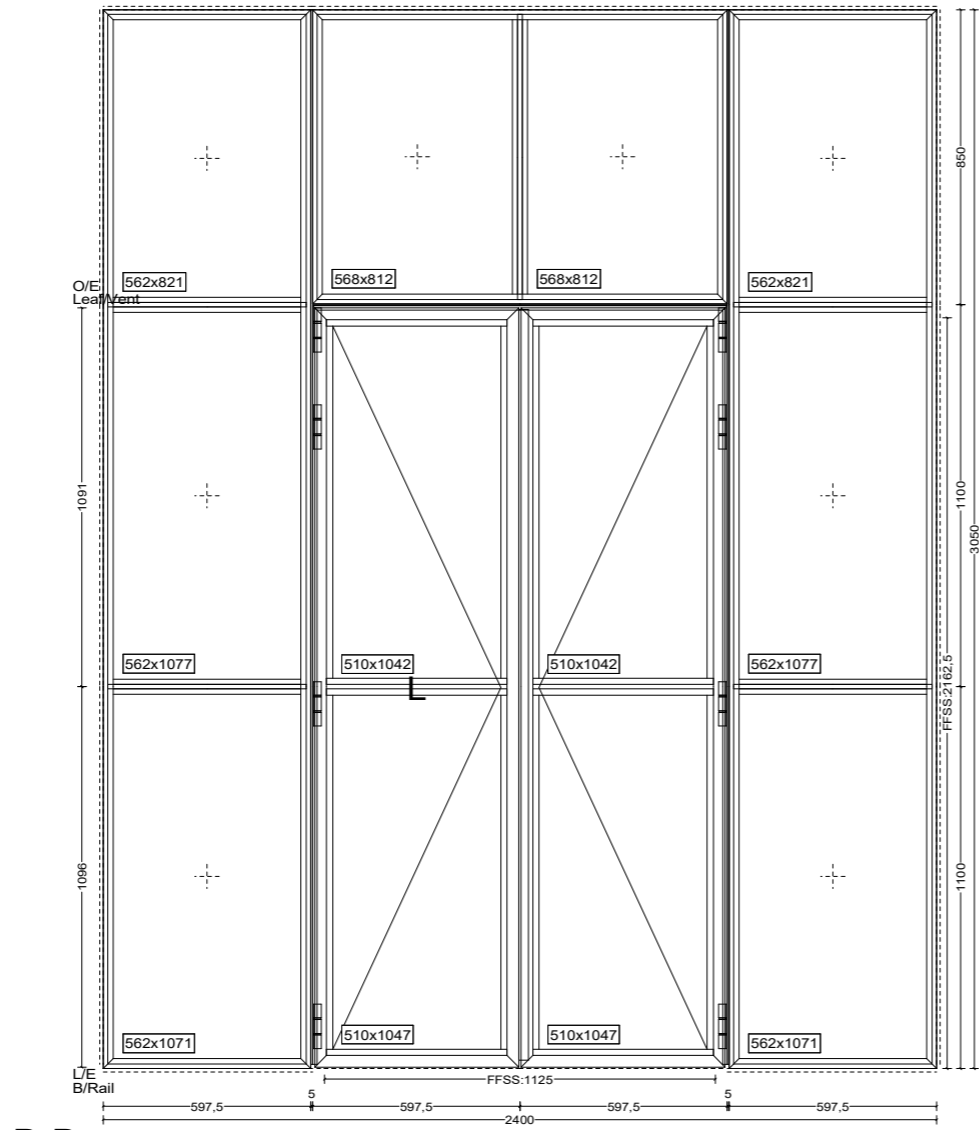 850
562x821
568x812
568x812
562x821
O/E
Leaf/Vent
1091
1100
3050
562x1077
510x1042
510x1042
562x1077
L
FFSS:2162,5
1096
1100
562x1071
510x1047
510x1047
562x1071
L/E
B/Rail
FFSS:1125
5
5
597,5
597,5
597,5
597,5
2400